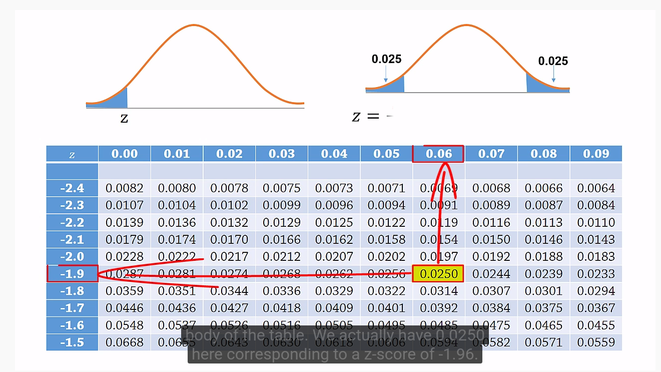 0.025
0.025
z
z = -
z 0.00 0.01 0.02 0.03 0.04 0.05 0.06 0.07 0.08 0.09
-2.4 0.0082 0.0080 0.0078 0.0075 0.0073 0.0071 0.0069 0.0068 0.0066 0.0064
-2.3 0.0107 0.0104 0.0102 0.0099 0.0096 0.0094 0.0091 0.0089 0.0087 0.0084
-2.2 0.0139 0.0136 0.0132 0.0129 0.0125 0.0122 0.0119 0.0116 0.0113 0.0110
-2.1 0.0179 0.0174 0.0170 0.0166 0.0162 0.0158 0.0154 0.0150 0.0146 0.0143
-2.0 0.0228 0.0222 0.0217 0.0212 0.0207 0.0202 0.0197 0.0192 0.0188 0.0183
-1.9 0.0287 0.0281 0.0274 0.0268 0.0262 0.0256 0.0250 0.0244 0.0239 0.0233
-1.8 0.0359 0.0351 0.0344 0.0336 0.0329 0.0322 0.0314 0.0307 0.0301 0.0294
-1.7 0.0446 0.0436 0.0427 0.0418 0.0409 0.0401 0.0392 0.0384 0.0375 0.0367
-1.6 0.0548 0.0537 0.0526 0.0516 0.0505 0.0495 0.0485 0.0475 0.0465 0.0455
-1.5 0.0668 0.0643 0.0630 0.0618 0.0606 0.0594 0.0582 0.0571 0.0559
body of the table. We actually have 0.0250
here corresponding to a z-score of -1.96.